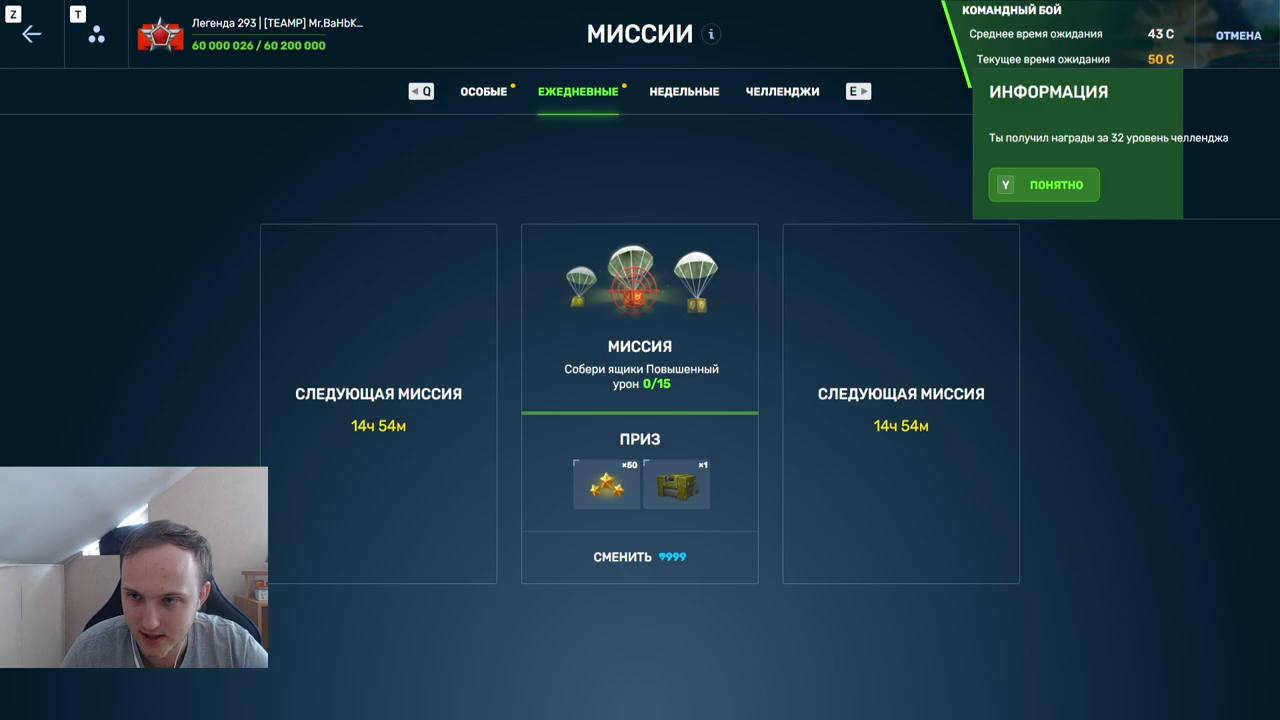 Z
T
Легенда 293 | [TEAMP] Mr.BaHbK...
60 000 026 / 60 200 000
МИССИИ
i
КОМАНДНЫЙ БОЙ
Среднее время ожидания 43 С
Текущее время ожидания 50 С
ОТМЕНА
Q
ОСОБЫЕ
ЕЖЕДНЕВНЫЕ
НЕДЕЛЬНЫЕ
ЧЕЛЛЕНДЖИ
E
ИНФОРМАЦИЯ
Ты получил награды за 32 уровень челленджа
Y ПОНЯТНО
СЛЕДУЮЩАЯ МИССИЯ
14ч 54м
МИССИЯ
Собери ящики Повышенный
урон 0/15
ПРИЗ
×50
×1
СМЕНИТЬ 999
СЛЕДУЮЩАЯ МИССИЯ
14ч 54м